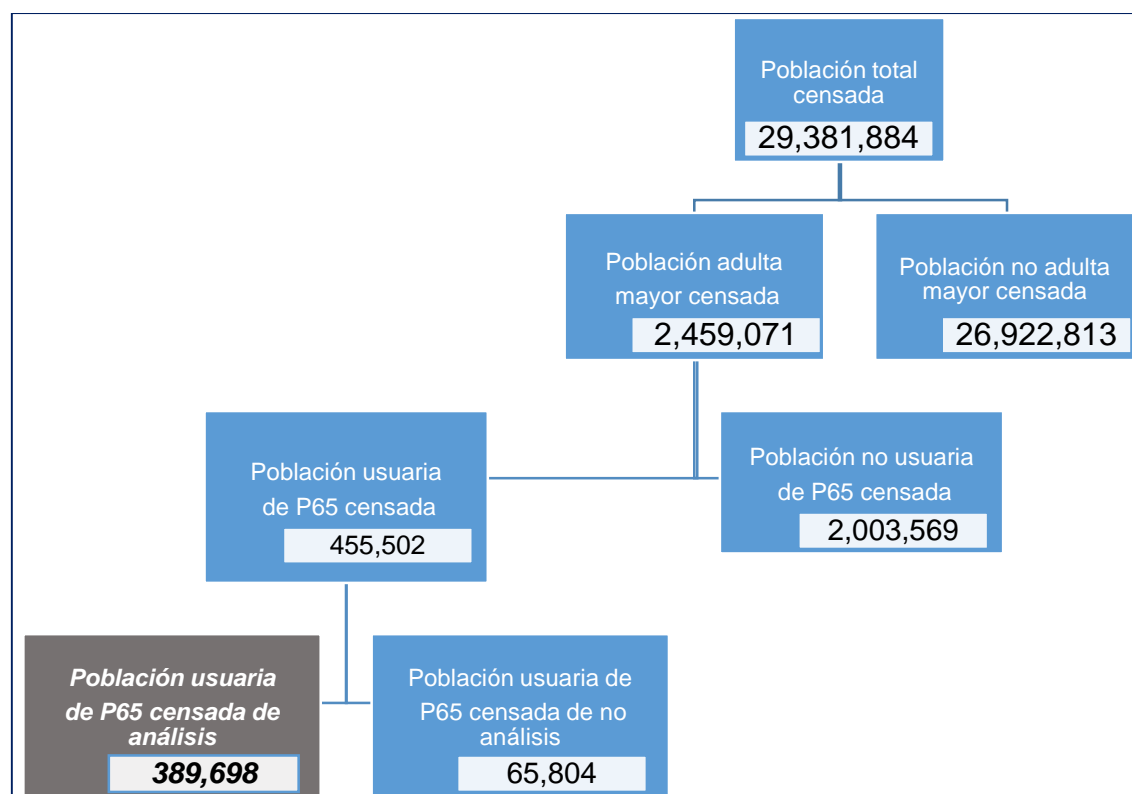 Población total
censada
29,381,884
Población adulta
mayor censada
2,459,071
Población no adulta
mayor censada
26,922,813
Población usuaria
de P65 censada
455,502
Población no usuaria
de P65 censada
2,003,569
Población usuaria
de P65 censada de
análisis
389,698
Población usuaria de
P65 censada de no
análisis
65,804